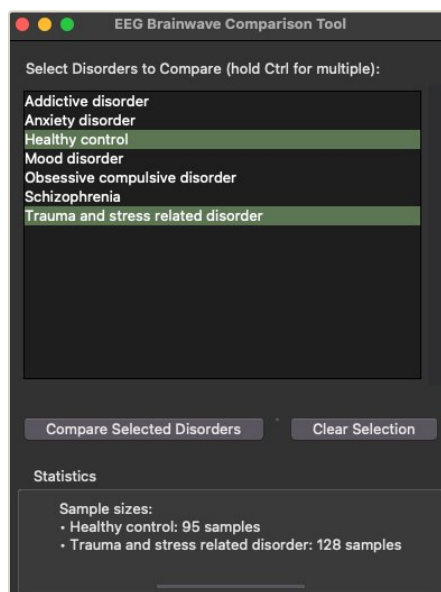 EEG Brainwave Comparison Tool
Select Disorders to Compare (hold Ctrl for multiple):
Addictive disorder
Anxiety disorder
Healthy control
Mood disorder
Obsessive compulsive disorder
Schizophrenia
Trauma and stress related disorder
Compare Selected Disorders Clear Selection
Statistics
Sample sizes:
• Healthy control: 95 samples
• Trauma and stress related disorder: 128 samples